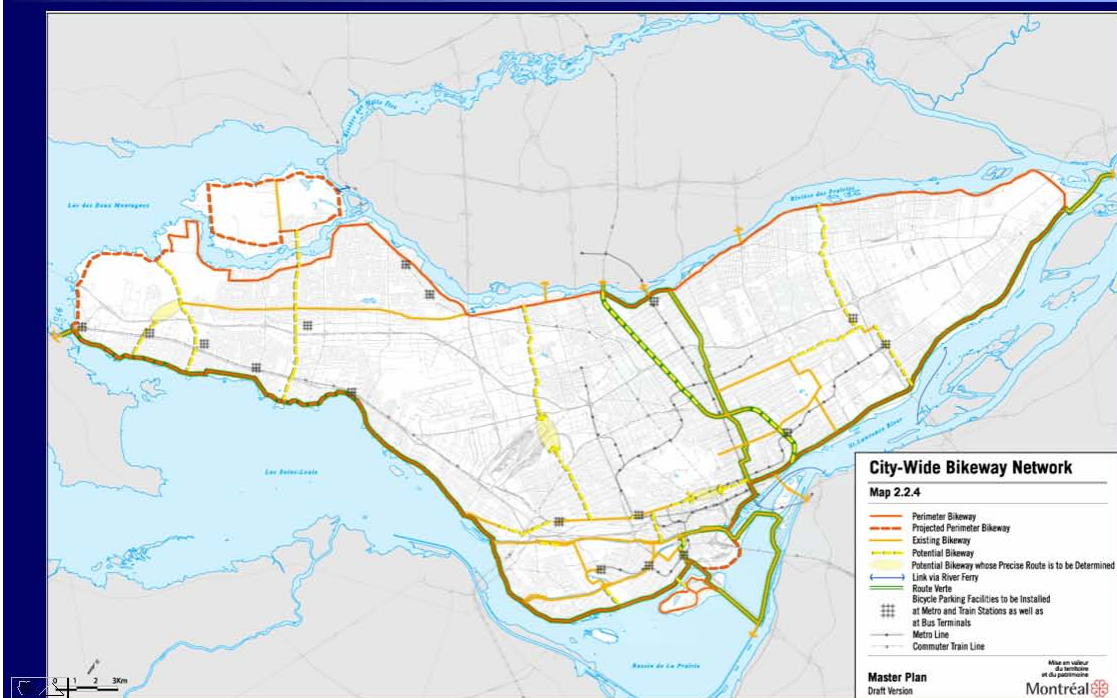 Rivière des Mille Îles
Lac des Deux Montagnes
Rivière des Prairies
Lac Saint-Louis
St.Lawrence River
Bassin de La Prairie
0 1 2 3Km
City-Wide Bikeway Network
Map 2.2.4
Perimeter Bikeway
Projected Perimeter Bikeway
Existing Bikeway
Potential Bikeway
Potential Bikeway whose Precise Route is to be Determined
Link via River Ferry
Route Verte
Bicycle Parking Facilities to be Installed
at Metro and Train Stations as well as
at Bus Terminals
Metro Line
Commuter Train Line
Master Plan
Draft Version
Mise en valeur
du territoire
et du patrimoine
Montréal